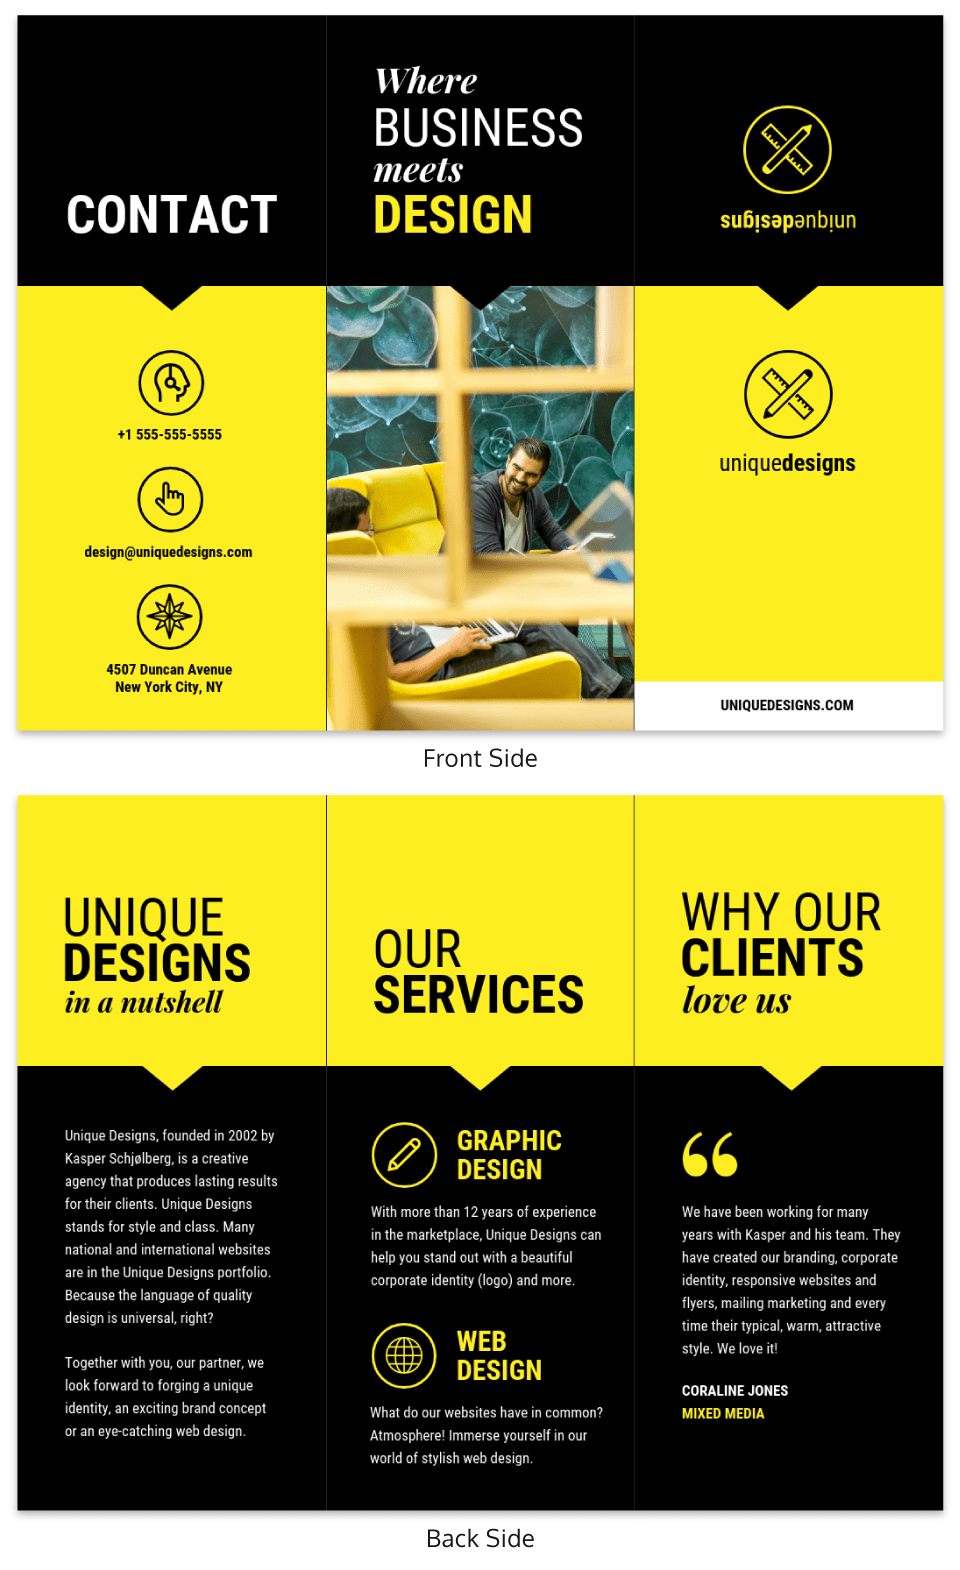 CONTACT
+1 555-555-5555
design@uniquedesigns.com
4507 Duncan Avenue
New York City, NY
Where
BUSINESS
meets
DESIGN
uniquedesigns
uniquedesigns
UNIQUEDESIGNS.COM
Front Side
UNIQUE
DESIGNS
in a nutshell
Unique Designs, founded in 2002 by
Kasper Schjølberg, is a creative
agency that produces lasting results
for their clients. Unique Designs
stands for style and class. Many
national and international websites
are in the Unique Designs portfolio.
Because the language of quality
design is universal, right?
Together with you, our partner, we
look forward to forging a unique
identity, an exciting brand concept
or an eye-catching web design.
OUR
SERVICES
GRAPHIC
DESIGN
With more than 12 years of experience
in the marketplace, Unique Designs can
help you stand out with a beautiful
corporate identity (logo) and more.
WEB
DESIGN
What do our websites have in common?
Atmosphere! Immerse yourself in our
world of stylish web design.
WHY OUR
CLIENTS
love us
“
We have been working for many
years with Kasper and his team. They
have created our branding, corporate
identity, responsive websites and
flyers, mailing marketing and every
time their typical, warm, attractive
style. We love it!
CORALINE JONES
MIXED MEDIA
Back Side